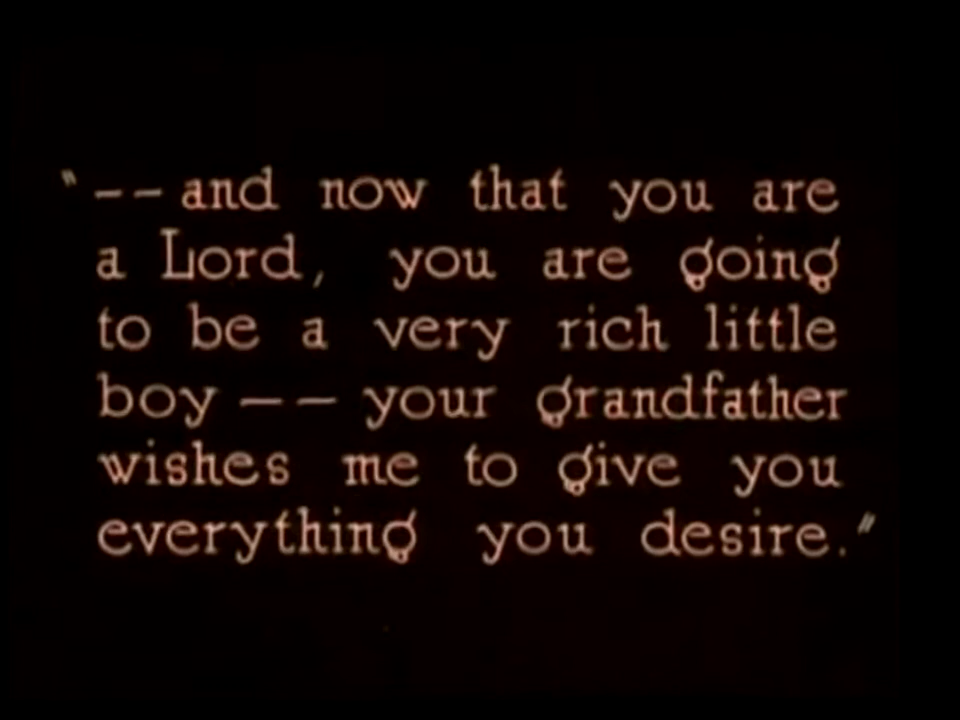 "-- and now that you are
a Lord, you are going
to be a very rich little
boy -- your grandfather
wishes me to give you
everything you desire."